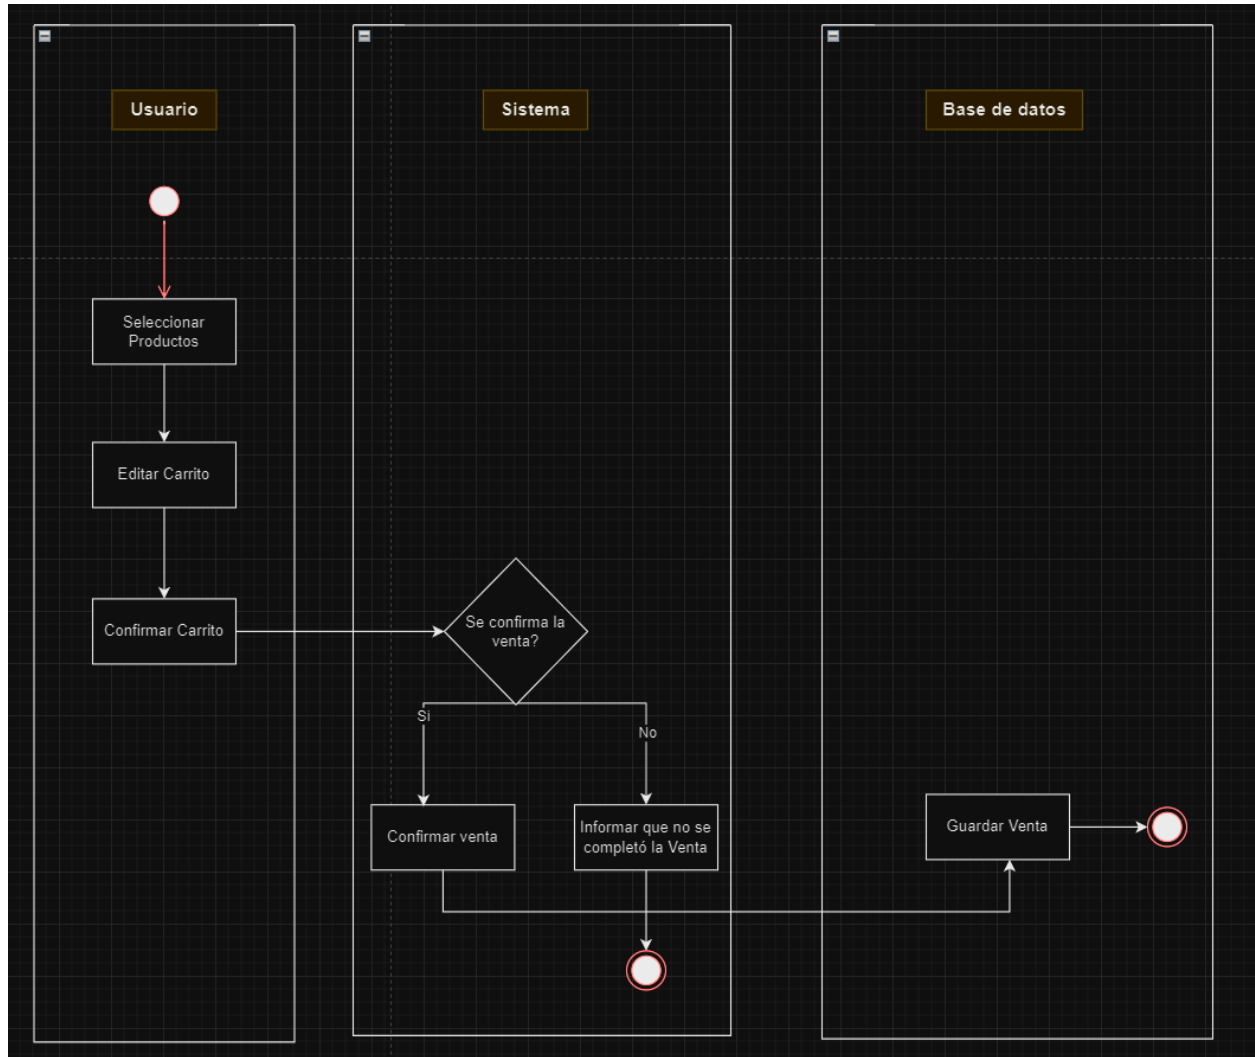 Usuario
Sistema
Base de datos
Seleccionar
Productos
Editar Carrito
Confirmar Carrito
Se confirma la
venta?
Si
No
Confirmar venta
Informar que no se
completó la Venta
Guardar Venta